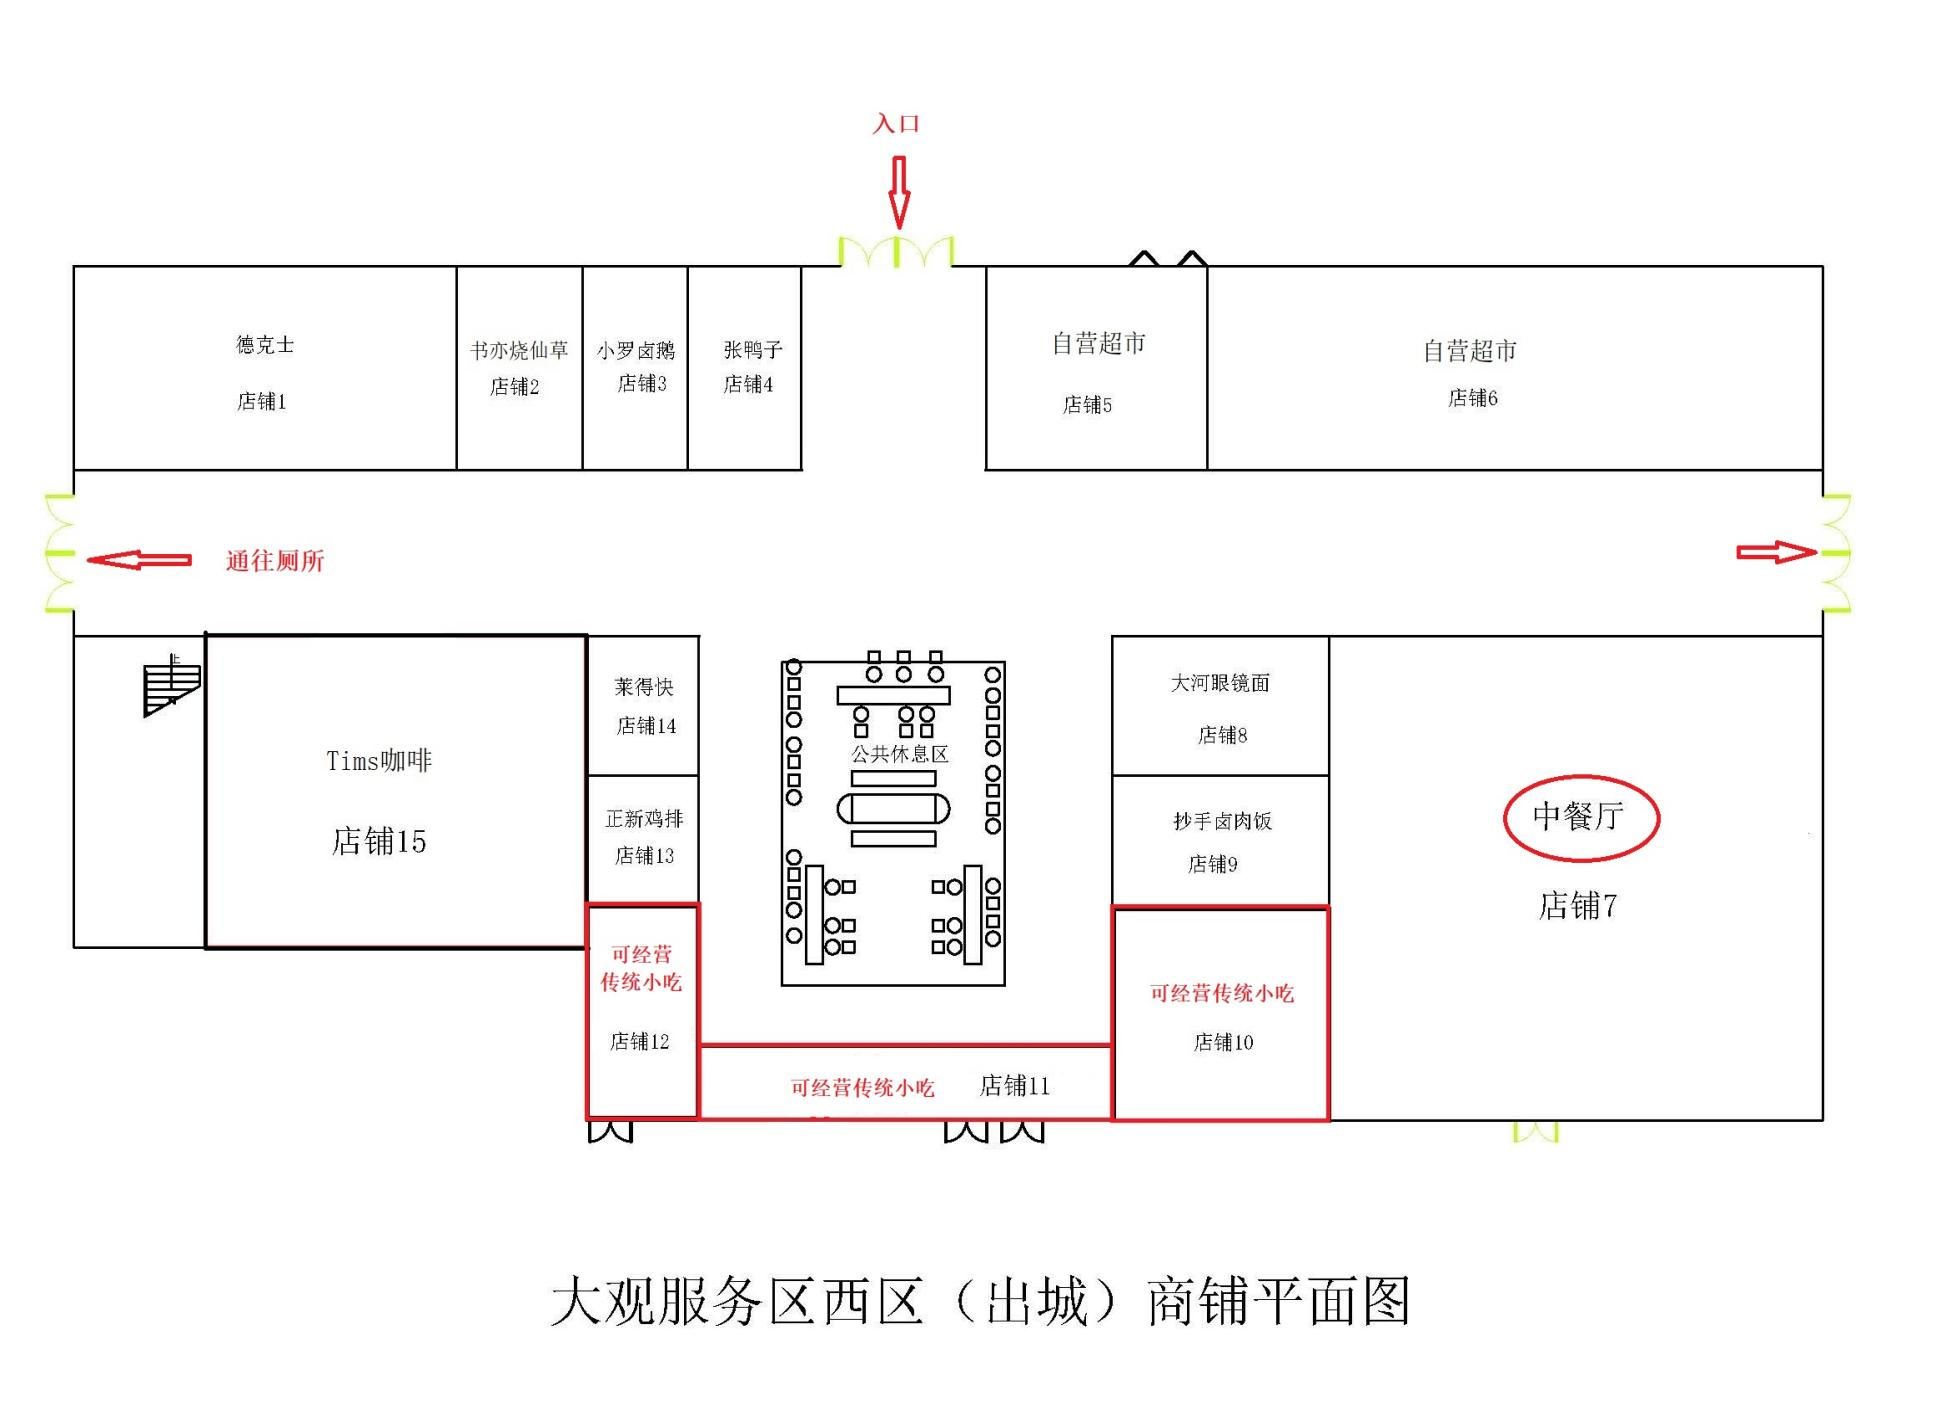 入口
德克士
店铺1
书亦烧仙草
店铺2
小罗卤鹅
店铺3
张鸭子
店铺4
自营超市
店铺5
自营超市
店铺6
通往厕所
上
Tims咖啡
店铺15
莱得快
店铺14
正新鸡排
店铺13
可经营
传统小吃
店铺12
公共休息区
可经营传统小吃 店铺11
大河眼镜面
店铺8
抄手卤肉饭
店铺9
可经营传统小吃
店铺10
中餐厅
店铺7
大观服务区西区（出城）商铺平面图